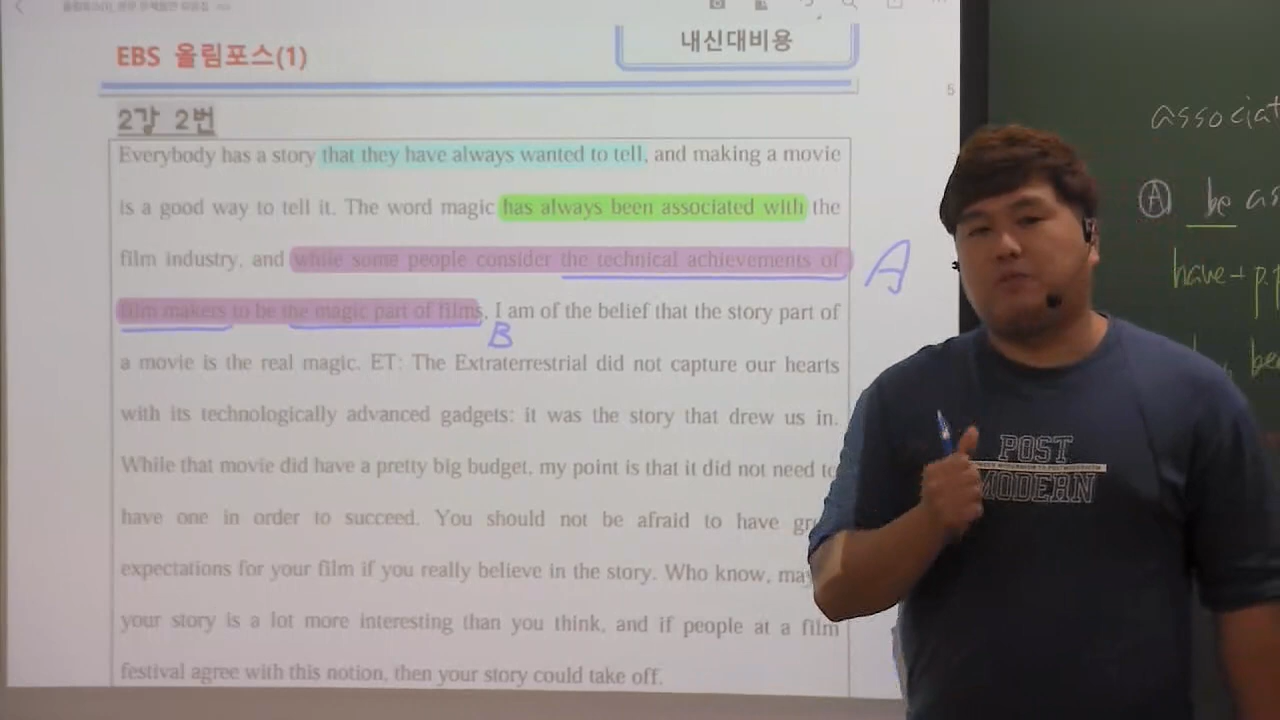 EBS 올림포스(1)
내신대비용
5
2강 2번
Everybody has a story that they have always wanted to tell, and making a movie
is a good way to tell it. The word magic has always been associated with the
film industry, and while some people consider the technical achievements of
film makers to be the magic part of films, I am of the belief that the story part of
a movie is the real magic. ET: The Extraterrestrial did not capture our hearts
with its technologically advanced gadgets: it was the story that drew us in.
While that movie did have a pretty big budget, my point is that it did not need to
have one in order to succeed. You should not be afraid to have
expectations for your film if you really believe in the story. Who know,
your story is a lot more interesting than you think, and if people at a film
festival agree with this notion, then your story could take off.
A
B
associat
Ⓐ be as
have + p.p
bee
POST
MODERN